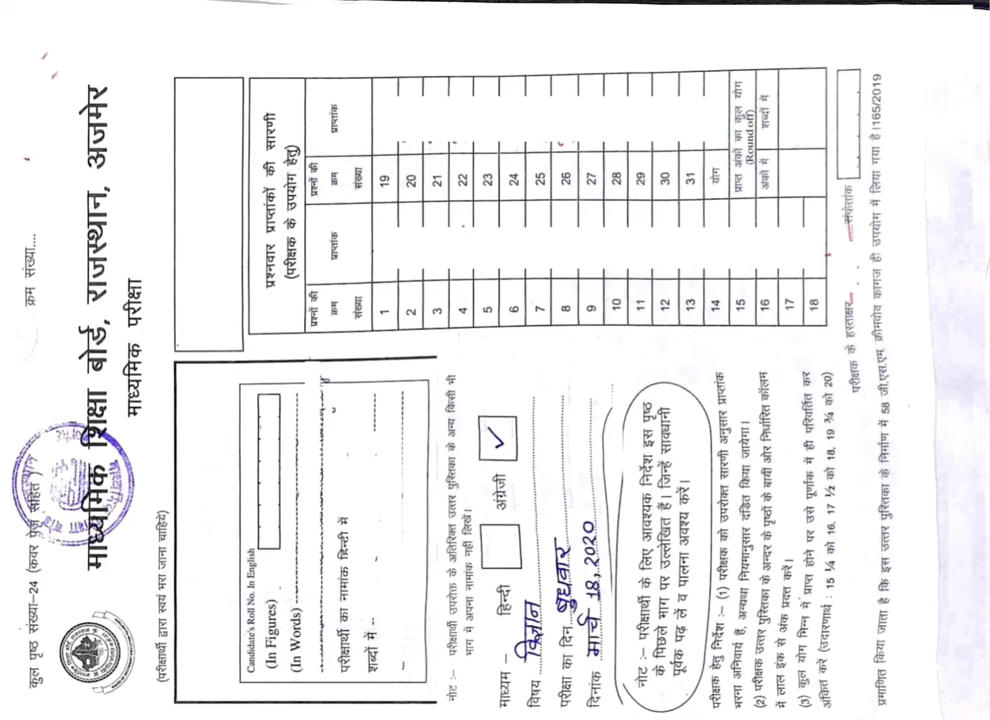 कुल पृष्ठ संख्या–24 (कवर पेज सहित)
क्रम संख्या....
माध्यमिक शिक्षा बोर्ड, राजस्थान, अजमेर
माध्यमिक परीक्षा
(परीक्षार्थी द्वारा स्वयं भरा जाना चाहिये)
Candidate's Roll No. In English
(In Figures)
(In Words)
परीक्षार्थी का नामांक हिन्दी में
शब्दों में --
नोट :– परीक्षार्थी उपरोक्त के अतिरिक्त उत्तर पुस्तिका के अन्य किसी भी
भाग में अपना नामांक नहीं लिखें।
माध्यम – हिन्दी अंग्रेजी ✓
विषय विज्ञान
परीक्षा का दिन बुधवार
दिनांक मार्च 18, 2020
नोट :– परीक्षार्थी के लिए आवश्यक निर्देश इस पृष्ठ
के पिछले भाग पर उल्लेखित हैं। जिन्हें सावधानी
पूर्वक पढ़ लें व पालना अवश्य करें।
प्रश्नवार प्राप्तांकों की सारणी
(परीक्षक के उपयोग हेतु)
प्रश्नों की क्रम संख्या प्राप्तांक प्रश्नों की क्रम संख्या प्राप्तांक
1 19
2 20
3 21
4 22
5 23
6 24
7 25
8 26
9 27
10 28
11 29
12 30
13 31
14 योग
15 प्राप्त अंकों का कुल योग (Round off)
16 अंकों में शब्दों में
17
18
परीक्षक हेतु निर्देश :– (1) परीक्षक को उपरोक्त सारणी अनुसार प्राप्तांक
भरना अनिवार्य है, अन्यथा नियमानुसार दंडित किया जायेगा।
(2) परीक्षक उत्तर पुस्तिका के अन्दर के पृष्ठों के बायीं ओर निर्धारित कॉलम
में लाल इंक से अंक प्रदत्त करें।
(3) कुल योग भिन्न में प्राप्त होने पर उसे पूर्णांक में ही परिवर्तित कर
अंकित करें (उदारणार्थ : 15 ¼ को 16, 17 ½ को 18, 19 ¾ को 20)
परीक्षक के हस्ताक्षर संकेतांक
प्रमाणित किया जाता है कि इस उत्तर पुस्तिका के निर्माण में 58 जी.एस.एम. क्रीमवोव कागज ही उपयोग में लिया गया है।165/2019